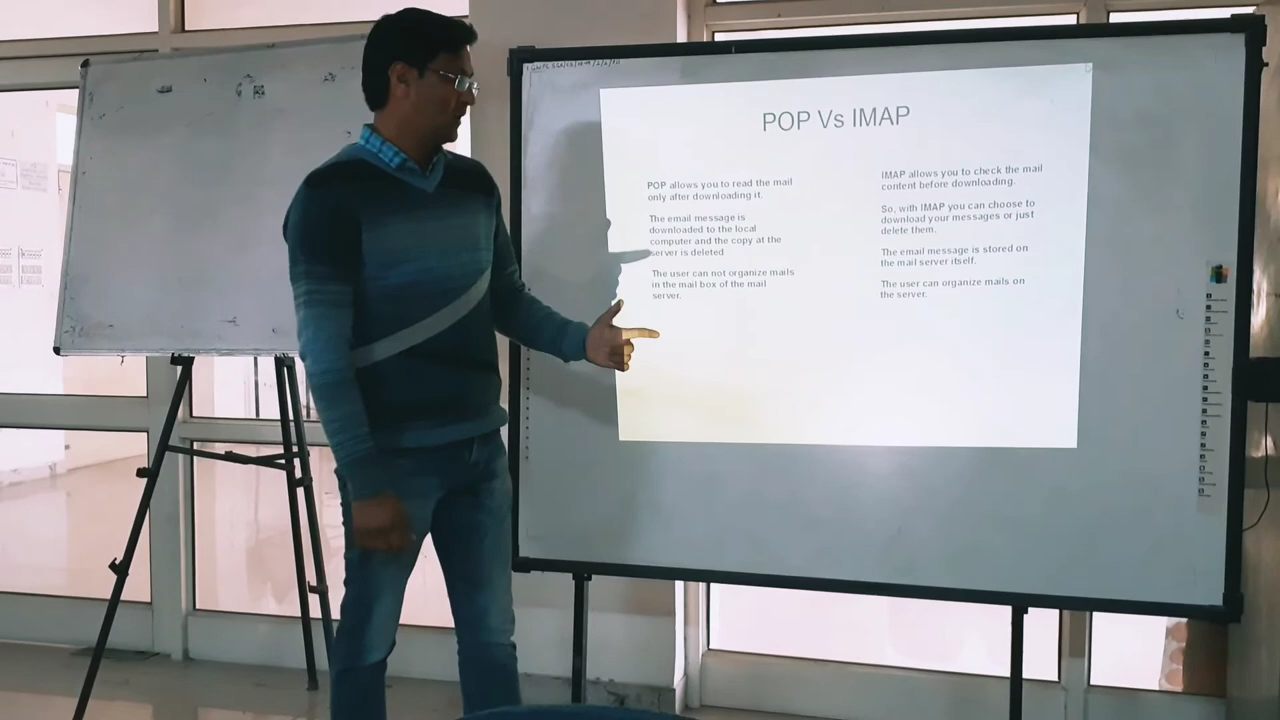 POP Vs IMAP
POP allows you to read the mail
only after downloading it.
The email message is
downloaded to the local
computer and the copy at the
server is deleted
The user can not organize mails
in the mail box of the mail
server.
IMAP allows you to check the mail
content before downloading.
So, with IMAP you can choose to
download your messages or just
delete them.
The email message is stored on
the mail server itself.
The user can organize mails on
the server.